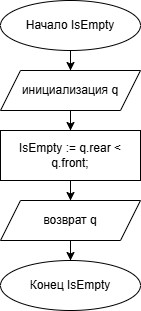 Начало IsEmpty
инициализация q
IsEmpty := q.rear <
q.front;
возврат q
Конец IsEmpty